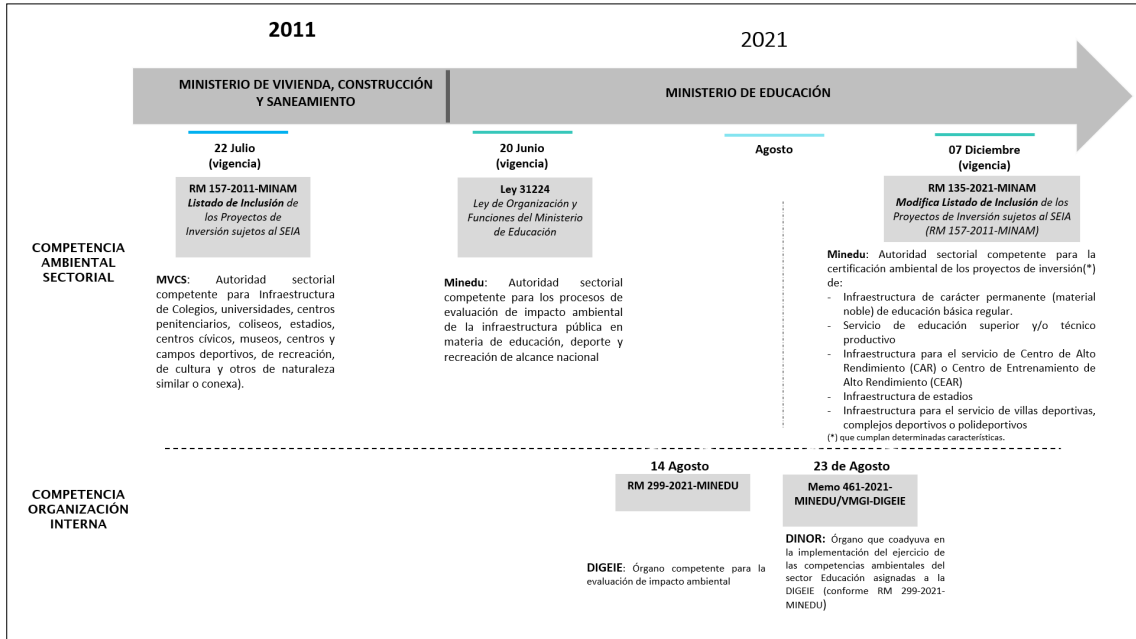 2011
2021
MINISTERIO DE VIVIENDA, CONSTRUCCIÓN
Y SANEAMIENTO
MINISTERIO DE EDUCACIÓN
22 Julio
(vigencia)
20 Junio
(vigencia)
Agosto
07 Diciembre
(vigencia)
COMPETENCIA
AMBIENTAL
SECTORIAL
RM 157-2011-MINAM
Listado de Inclusión de
los Proyectos de
Inversión sujetos al SEIA
MVCS: Autoridad sectorial
competente para Infraestructura
de Colegios, universidades, centros
penitenciarios, coliseos, estadios,
centros cívicos, museos, centros y
campos deportivos, de recreación,
de cultura y otros de naturaleza
similar o conexa).
Ley 31224
Ley de Organización y
Funciones del Ministerio
de Educación
Minedu: Autoridad sectorial
competente para los procesos de
evaluación de impacto ambiental
de la infraestructura pública en
materia de educación, deporte y
recreación de alcance nacional
RM 135-2021-MINAM
Modifica Listado de Inclusión de los
Proyectos de Inversión sujetos al SEIA
(RM 157-2011-MINAM)
Minedu: Autoridad sectorial competente para la
certificación ambiental de los proyectos de inversión(*)
de:
- Infraestructura de carácter permanente (material
noble) de educación básica regular.
- Servicio de educación superior y/o técnico
productivo
- Infraestructura para el servicio de Centro de Alto
Rendimiento (CAR) o Centro de Entrenamiento de
Alto Rendimiento (CEAR)
- Infraestructura de estadios
- Infraestructura para el servicio de villas deportivas,
complejos deportivos o polideportivos
(*) que cumplan determinadas características.
COMPETENCIA
ORGANIZACIÓN
INTERNA
14 Agosto
RM 299-2021-MINEDU
DIGEIE: Órgano competente para la
evaluación de impacto ambiental
23 de Agosto
Memo 461-2021-
MINEDU/VMGI-DIGEIE
DINOR: Órgano que coadyuva en
la implementación del ejercicio de
las competencias ambientales del
sector Educación asignadas a la
DIGEIE (conforme RM 299-2021-
MINEDU)